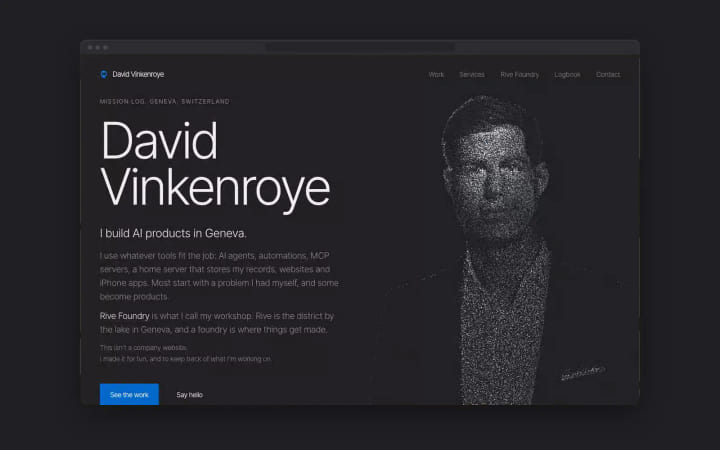 David Vinkenroye
Work Services Rive Foundry Logbook Contact
MISSION LOG. GENEVA, SWITZERLAND
David
Vinkenroye
I build AI products in Geneva.
I use whatever tools fit the job: AI agents, automations, MCP
servers, a home server that stores my records, websites and
iPhone apps. Most start with a problem I had myself, and some
become products.
Rive Foundry is what I call my workshop. Rive is the district by
the lake in Geneva, and a foundry is where things get made.
This isn't a company website.
I made it for fun, and to keep track of what I'm working on.
See the work Say hello